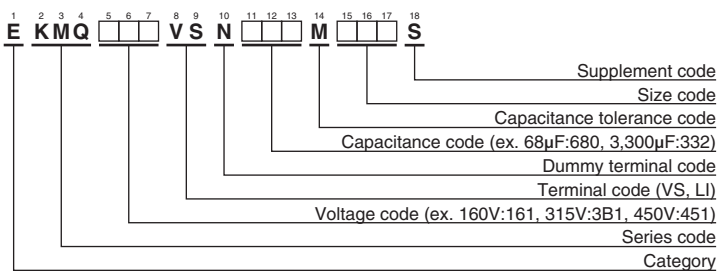 1 2 3 4 5 6 7 8 9 10 11 12 13 14 15 16 17 18
E KMQ □□□ VS N □□□ M □□□ S
Supplement code
Size code
Capacitance tolerance code
Capacitance code (ex. 68µF:680, 3,300µF:332)
Dummy terminal code
Terminal code (VS, LI)
Voltage code (ex. 160V:161, 315V:3B1, 450V:451)
Series code
Category